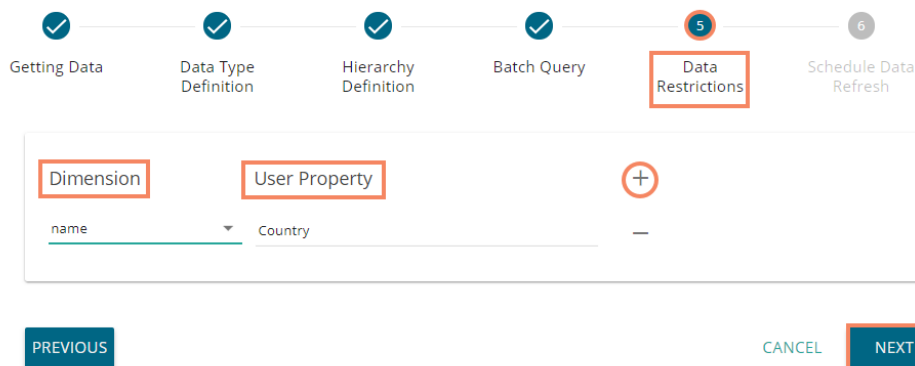 5
6
Getting Data
Data Type
Definition
Hierarchy
Definition
Batch Query
Data
Restrictions
Schedule Data
Refresh
Dimension
User Property
name
Country
PREVIOUS
CANCEL
NEXT